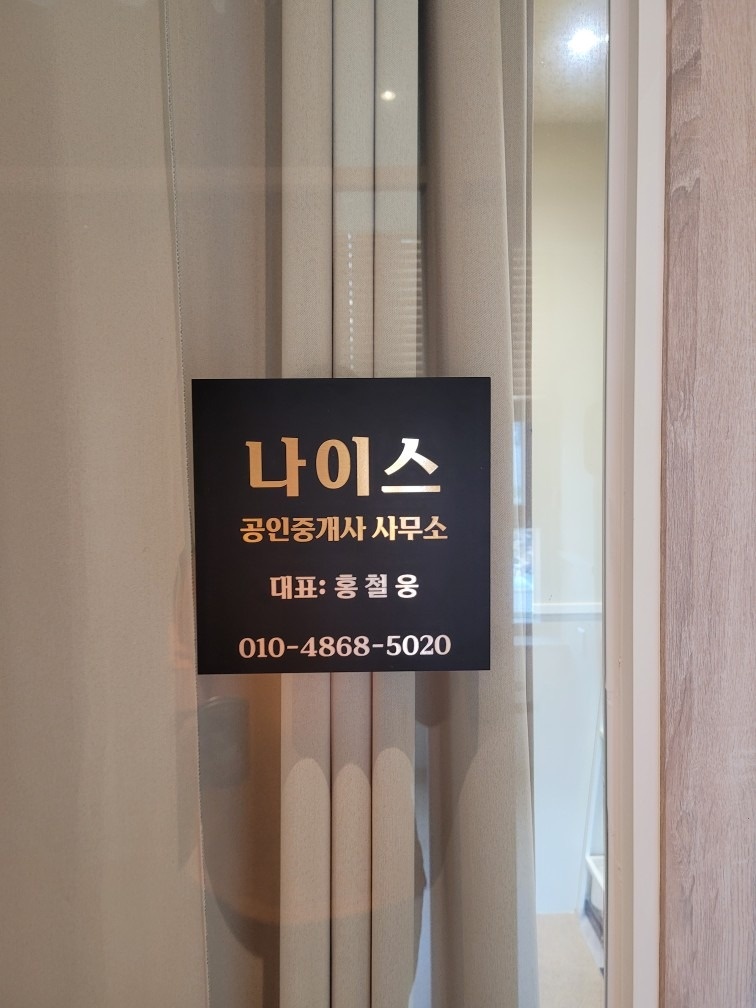 나이스
공인중개사 사무소
대표: 홍철웅
010-4868-5020